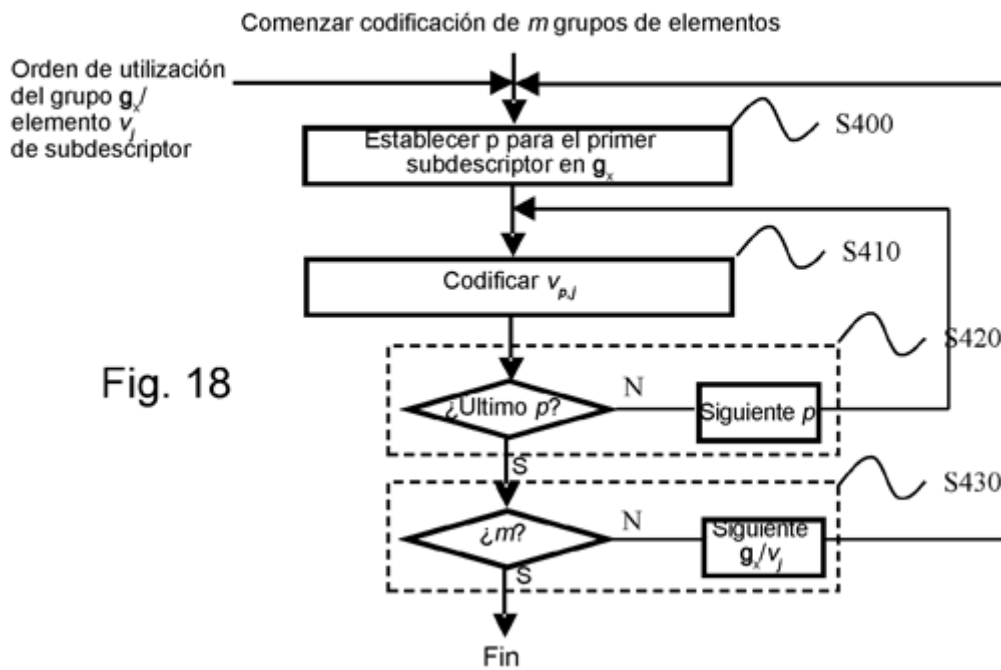 Comenzar codificación de m grupos de elementos
Orden de utilización
del grupo gₓ/
elemento vⱼ
de subdescriptor
S400
Establecer p para el primer
subdescriptor en gₓ
S410
Codificar v_{p,j}
S420
Fig. 18
¿Ultimo p?
N
Siguiente p
S
S430
¿m?
N
Siguiente
gₓ/vⱼ
S
Fin